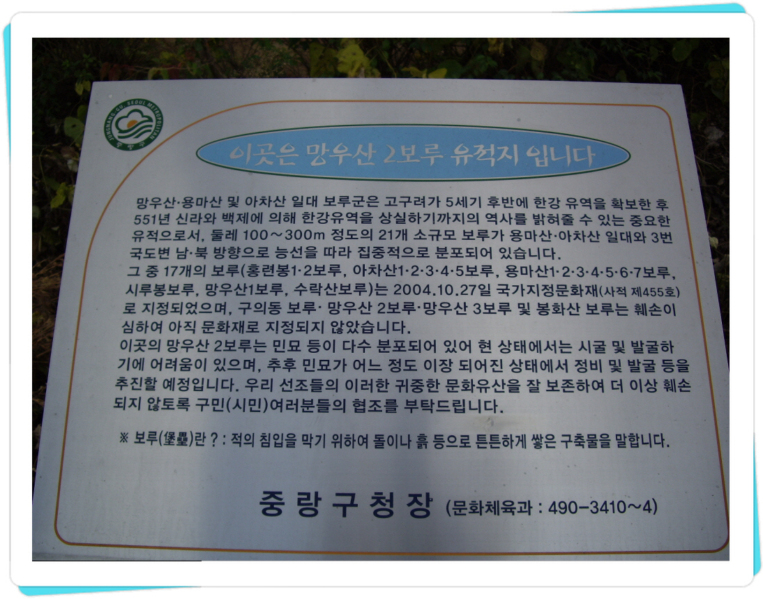 이곳은 망우산 2보루 유적지 입니다
망우산·용마산 및 아차산 일대 보루군은 고구려가 5세기 후반에 한강 유역을 확보한 후
551년 신라와 백제에 의해 한강유역을 상실하기까지의 역사를 밝혀줄 수 있는 중요한
유적으로서, 둘레 100～300m 정도의 21개 소규모 보루가 용마산·아차산 일대와 3번
국도변 남·북 방향으로 능선을 따라 집중적으로 분포되어 있습니다.
그 중 17개의 보루(홍련봉1·2보루, 아차산1·2·3·4·5보루, 용마산1·2·3·4·5·6·7보루,
시루봉보루, 망우산1보루, 수락산보루)는 2004.10.27일 국가지정문화재(사적 제455호)
로 지정되었으며, 구의동 보루· 망우산 2보루·망우산 3보루 및 봉화산 보루는 훼손이
심하여 아직 문화재로 지정되지 않았습니다.
이곳의 망우산 2보루는 민묘 등이 다수 분포되어 있어 현 상태에서는 시굴 및 발굴하
기에 어려움이 있으며, 추후 민묘가 어느 정도 이장 되어진 상태에서 정비 및 발굴 등을
추진할 예정입니다. 우리 선조들의 이러한 귀중한 문화유산을 잘 보존하여 더 이상 훼손
되지 않토록 구민(시민)여러분들의 협조를 부탁드립니다.
※ 보루(堡壘)란 ? : 적의 침입을 막기 위하여 돌이나 흙 등으로 튼튼하게 쌓은 구축물을 말합니다.
중랑구청장 (문화체육과 : 490-3410～4)